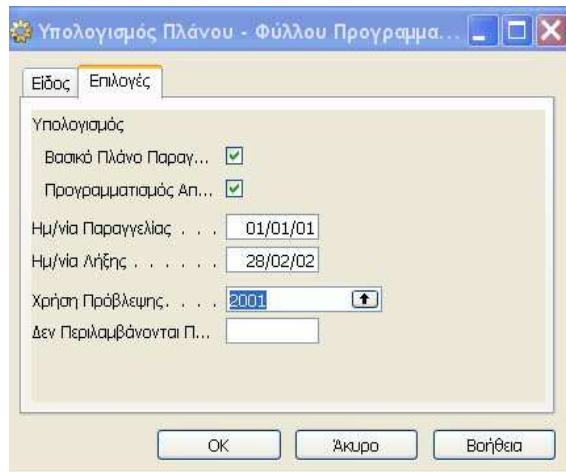 Υπολογισμός Πλάνου - Φύλλου Προγραμμα...
Είδος Επιλογές
Υπολογισμός
Βασικό Πλάνο Παραγ...
Προγραμματισμός Απ...
Ημ/νία Παραγγελίας . . . 01/01/01
Ημ/νία Λήξης . . . . . . 28/02/02
Χρήση Πρόβλεψης. . . . 2001
Δεν Περιλαμβάνονται Π...
OK Άκυρο Βοήθεια